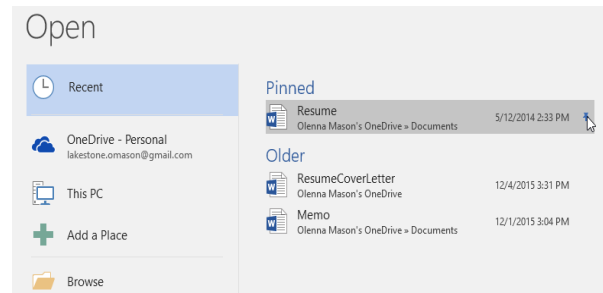 Open
Recent
OneDrive - Personal
lakestone.omason@gmail.com
This PC
Add a Place
Browse
Pinned
Resume
Olenna Mason's OneDrive » Documents
5/12/2014 2:33 PM
Older
ResumeCoverLetter
Olenna Mason's OneDrive
12/4/2015 3:31 PM
Memo
Olenna Mason's OneDrive » Documents
12/1/2015 3:04 PM